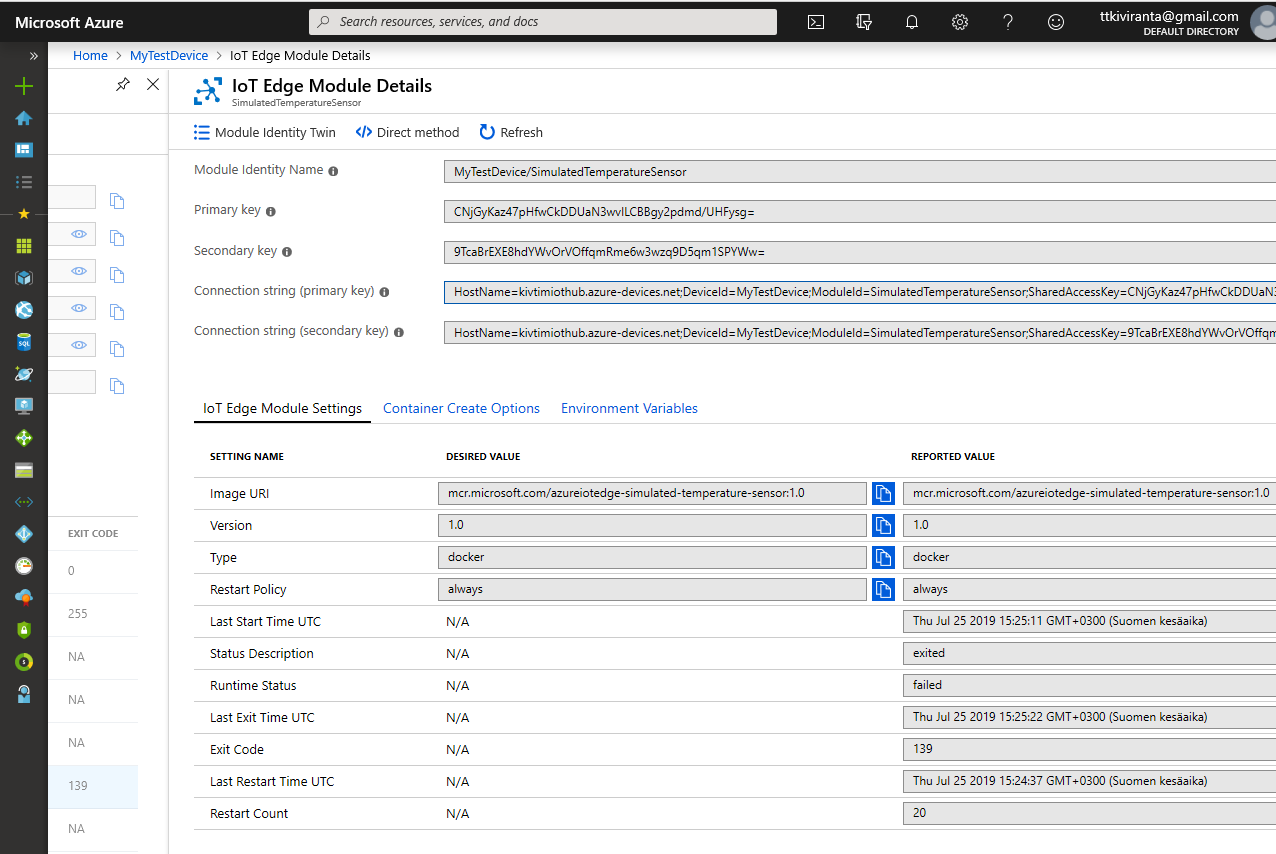 Microsoft Azure
Search resources, services, and docs
ttkiviranta@gmail.com
DEFAULT DIRECTORY
Home > MyTestDevice > IoT Edge Module Details
IoT Edge Module Details
SimulatedTemperatureSensor
Module Identity Twin
Direct method
Refresh
Module Identity Name
MyTestDevice/SimulatedTemperatureSensor
Primary key
CNjGyKaz47pHfwCkDDUaN3wvILCBBgy2pdmd/UHFysg=
Secondary key
9TcaBrEXE8hdYWvOrVOffqmRme6w3wzq9D5qm1SPYWw=
Connection string (primary key)
HostName=kivtimiothub.azure-devices.net;DeviceId=MyTestDevice;ModuleId=SimulatedTemperatureSensor;SharedAccessKey=CNjGyKaz47pHfwCkDDUaN3
Connection string (secondary key)
HostName=kivtimiothub.azure-devices.net;DeviceId=MyTestDevice;ModuleId=SimulatedTemperatureSensor;SharedAccessKey=9TcaBrEXE8hdYWvOrVOffqm
IoT Edge Module Settings
Container Create Options
Environment Variables
SETTING NAME DESIRED VALUE REPORTED VALUE
Image URI mcr.microsoft.com/azureiotedge-simulated-temperature-sensor:1.0 mcr.microsoft.com/azureiotedge-simulated-temperature-sensor:1.0
Version 1.0 1.0
Type docker docker
Restart Policy always always
Last Start Time UTC N/A Thu Jul 25 2019 15:25:11 GMT+0300 (Suomen kesäaika)
Status Description N/A exited
Runtime Status N/A failed
Last Exit Time UTC N/A Thu Jul 25 2019 15:25:22 GMT+0300 (Suomen kesäaika)
Exit Code N/A 139
Last Restart Time UTC N/A Thu Jul 25 2019 15:24:37 GMT+0300 (Suomen kesäaika)
Restart Count N/A 20
EXIT CODE
0
255
NA
NA
NA
139
NA
SQL